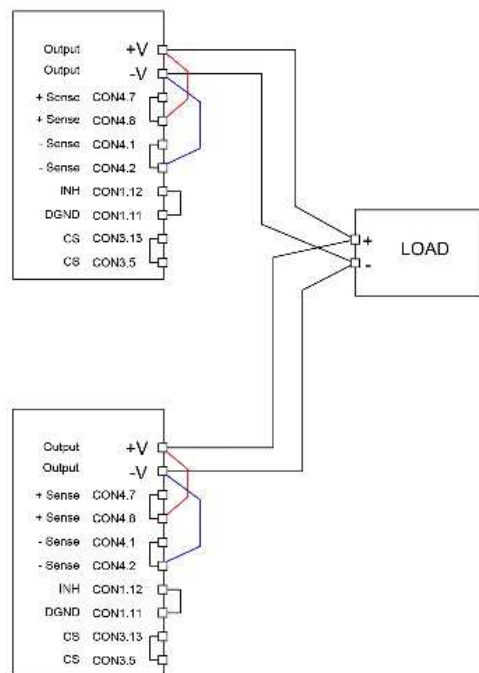 Output +V
Output -V
+ Sense CON4.7
+ Sense CON4.8
- Sense CON4.1
- Sense CON4.2
INH CON1.12
DGND CON1.11
CS CON3.13
CS CON3.5
+ LOAD
-
Output +V
Output -V
+ Sense CON4.7
+ Sense CON4.8
- Sense CON4.1
- Sense CON4.2
INH CON1.12
DGND CON1.11
CS CON3.13
CS CON3.5